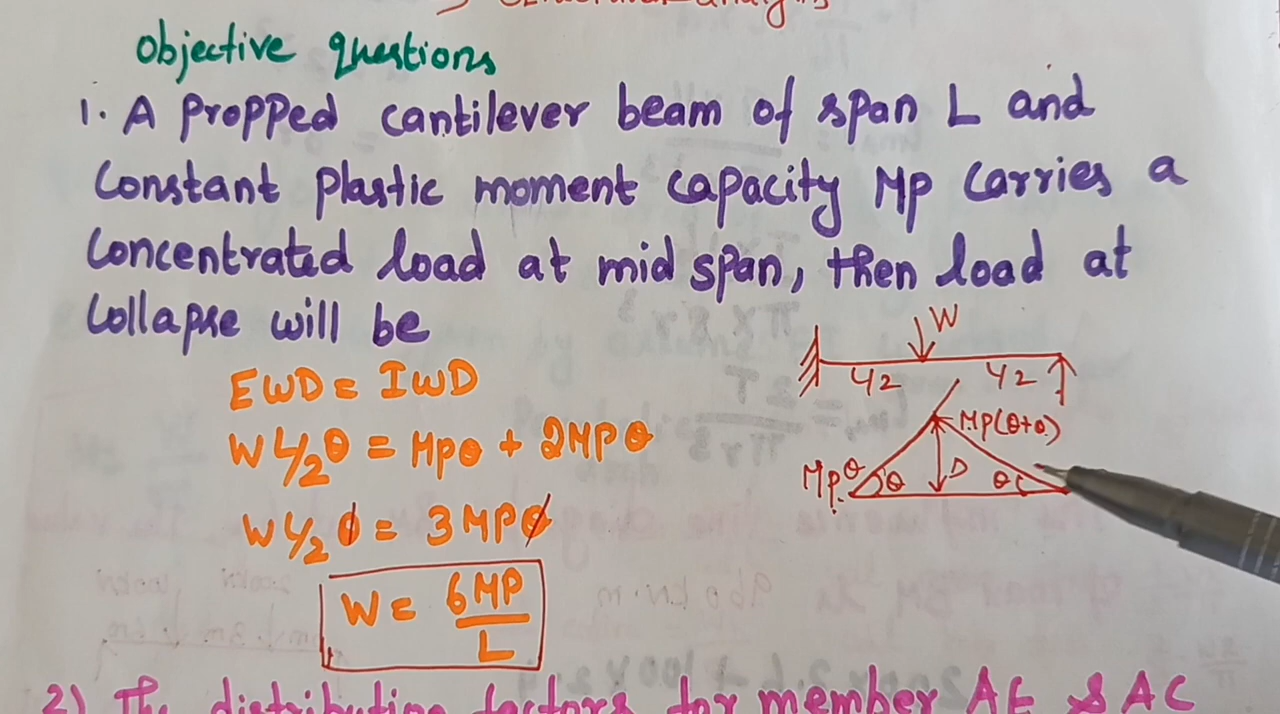 Structural analysis
objective questions
1. A propped cantilever beam of span L and
Constant plastic moment capacity Mp Carries a
Concentrated load at mid span, then load at
Collapse will be
W
L/2 L/2
EWD = IWD
W L/2 θ = Mpθ + 2MPθ
Mp(θ+θ)
Mpθ θ D θ
W L/2 θ = 3MPθ
W = 6MP/L
2) The distribution factors for member AE & AC